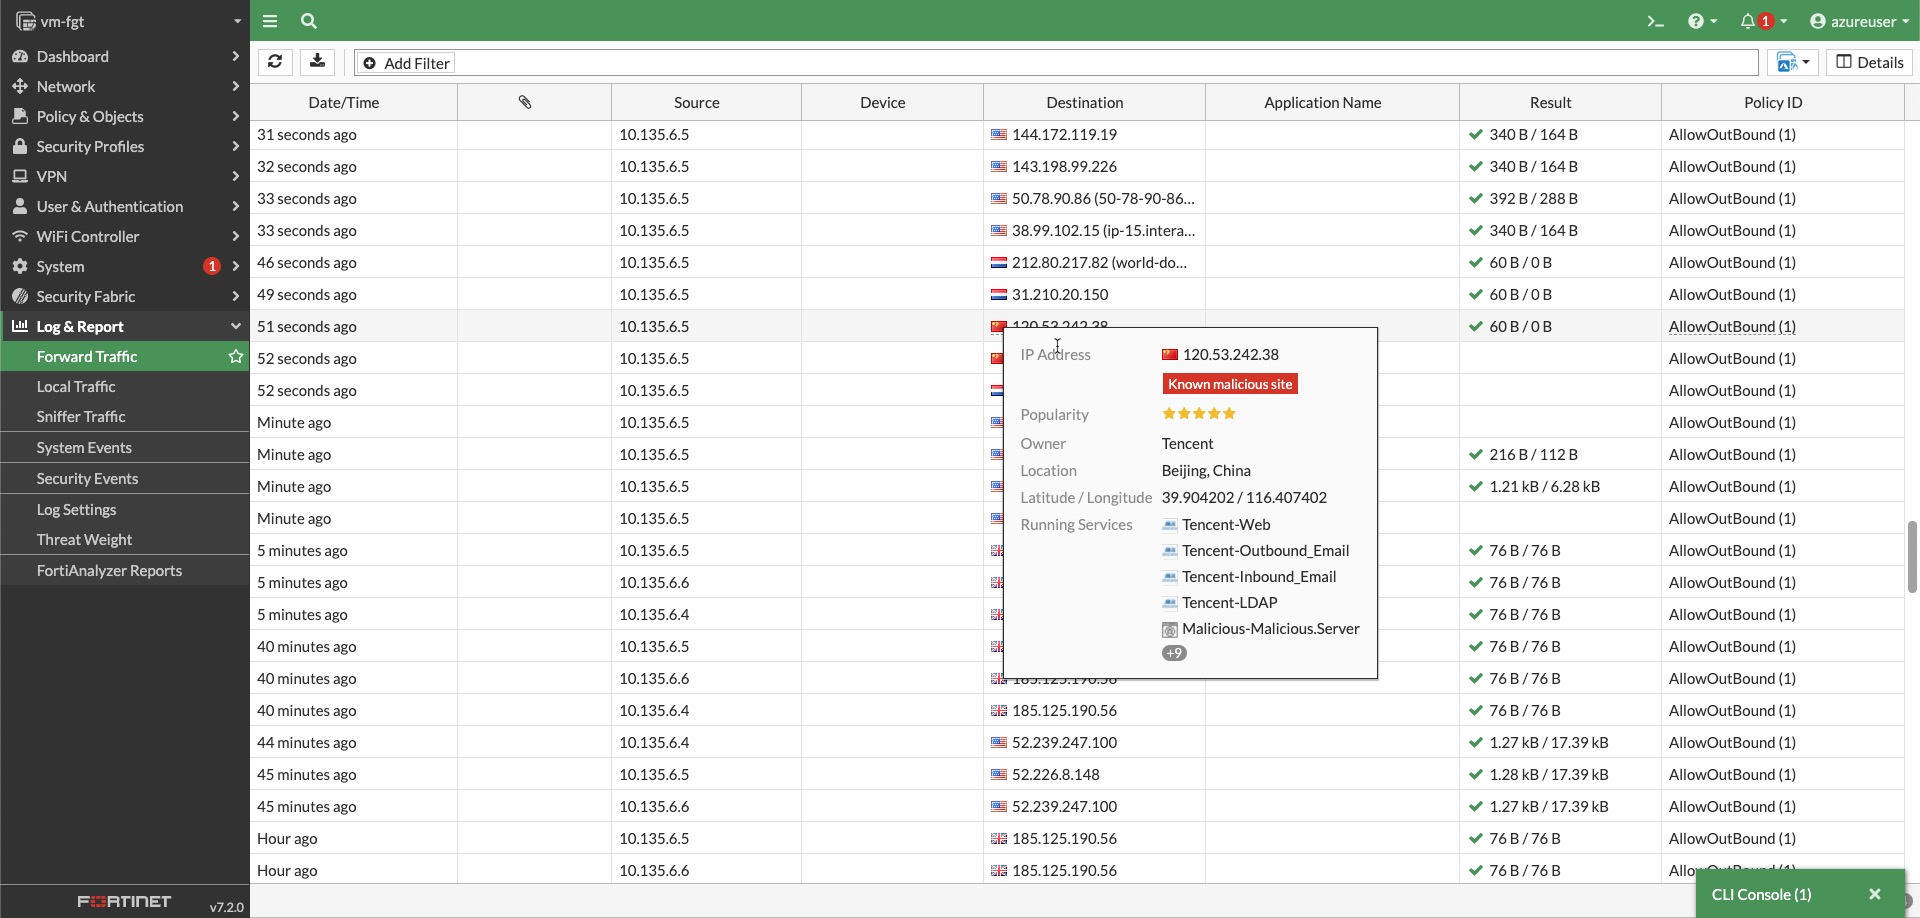 vm-fgt
azureuser
1
Dashboard
Network
Policy & Objects
Security Profiles
VPN
User & Authentication
WiFi Controller
System 1
Security Fabric
Log & Report
Forward Traffic
Local Traffic
Sniffer Traffic
System Events
Security Events
Log Settings
Threat Weight
FortiAnalyzer Reports
FORTINET v7.2.0
Add Filter
Details
Date/Time Source Device Destination Application Name Result Policy ID
31 seconds ago 10.135.6.5 144.172.119.19 340 B / 164 B AllowOutBound (1)
32 seconds ago 10.135.6.5 143.198.99.226 340 B / 164 B AllowOutBound (1)
33 seconds ago 10.135.6.5 50.78.90.86 (50-78-90-86... 392 B / 288 B AllowOutBound (1)
33 seconds ago 10.135.6.5 38.99.102.15 (ip-15.intera... 340 B / 164 B AllowOutBound (1)
46 seconds ago 10.135.6.5 212.80.217.82 (world-do... 60 B / 0 B AllowOutBound (1)
49 seconds ago 10.135.6.5 31.210.20.150 60 B / 0 B AllowOutBound (1)
51 seconds ago 10.135.6.5 120.53.242.38 60 B / 0 B AllowOutBound (1)
52 seconds ago 10.135.6.5 AllowOutBound (1)
52 seconds ago 10.135.6.5 AllowOutBound (1)
Minute ago 10.135.6.5 AllowOutBound (1)
Minute ago 10.135.6.5 216 B / 112 B AllowOutBound (1)
Minute ago 10.135.6.5 1.21 kB / 6.28 kB AllowOutBound (1)
Minute ago 10.135.6.5 AllowOutBound (1)
5 minutes ago 10.135.6.5 76 B / 76 B AllowOutBound (1)
5 minutes ago 10.135.6.6 76 B / 76 B AllowOutBound (1)
5 minutes ago 10.135.6.4 76 B / 76 B AllowOutBound (1)
40 minutes ago 10.135.6.5 76 B / 76 B AllowOutBound (1)
40 minutes ago 10.135.6.6 185.125.190.56 76 B / 76 B AllowOutBound (1)
40 minutes ago 10.135.6.4 185.125.190.56 76 B / 76 B AllowOutBound (1)
44 minutes ago 10.135.6.4 52.239.247.100 1.27 kB / 17.39 kB AllowOutBound (1)
45 minutes ago 10.135.6.5 52.226.8.148 1.28 kB / 17.39 kB AllowOutBound (1)
45 minutes ago 10.135.6.6 52.239.247.100 1.27 kB / 17.39 kB AllowOutBound (1)
Hour ago 10.135.6.5 185.125.190.56 76 B / 76 B AllowOutBound (1)
Hour ago 10.135.6.6 185.125.190.56 76 B / 76 B AllowOutBound (1)
IP Address 120.53.242.38
Known malicious site
Popularity
Owner Tencent
Location Beijing, China
Latitude / Longitude 39.904202 / 116.407402
Running Services Tencent-Web
Tencent-Outbound_Email
Tencent-Inbound_Email
Tencent-LDAP
Malicious-Malicious.Server
+9
CLI Console (1)